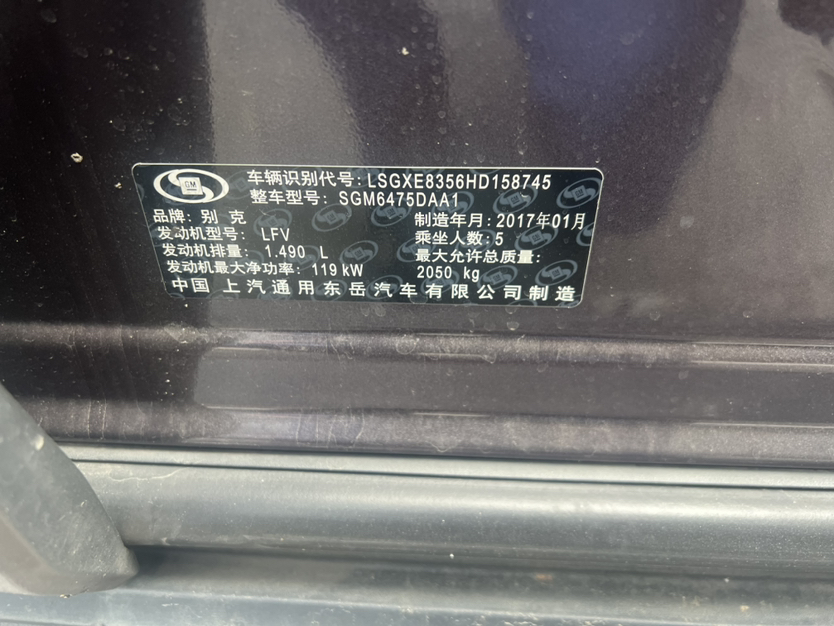 GM
车辆识别代号: LSGXE8356HD158745
整车型号: SGM6475DAA1
品牌: 别克 制造年月: 2017年01月
发动机型号: LFV 乘坐人数: 5
发动机排量: 1.490 L 最大允许总质量:
发动机最大净功率: 119 kW 2050 kg
中国 上汽通用东岳汽车有限公司制造